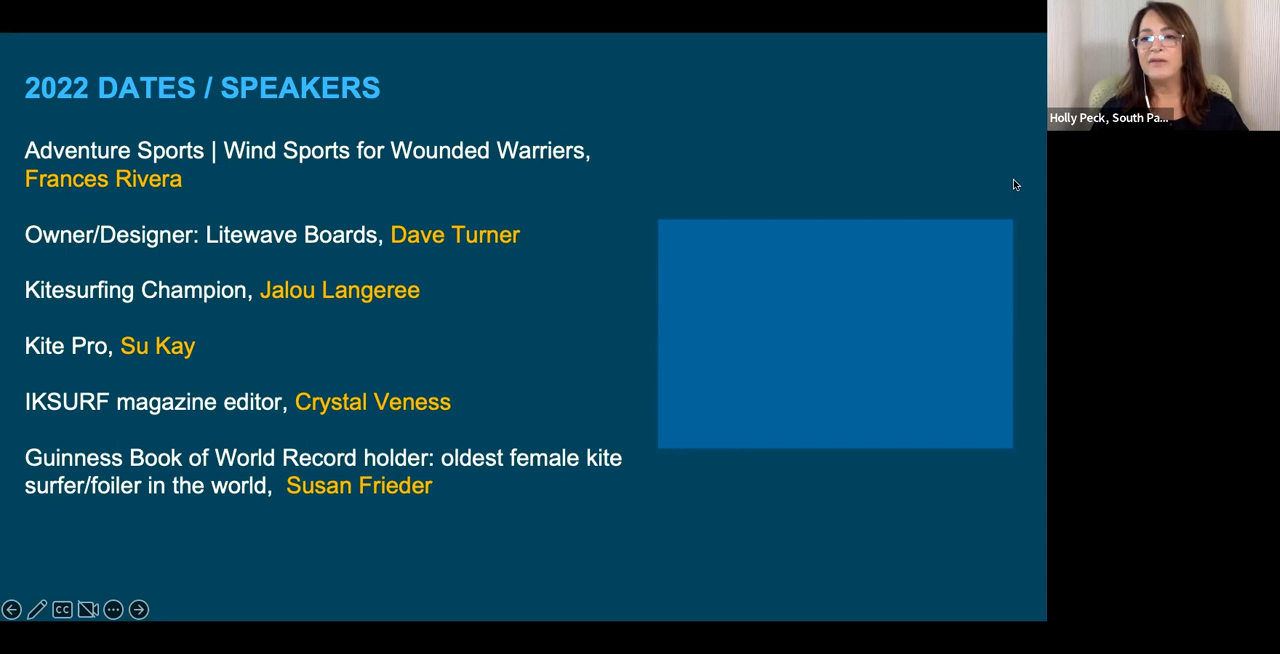 2022 DATES / SPEAKERS
Adventure Sports | Wind Sports for Wounded Warriers,
Frances Rivera
Owner/Designer: Litewave Boards, Dave Turner
Kitesurfing Champion, Jalou Langeree
Kite Pro, Su Kay
IKSURF magazine editor, Crystal Veness
Guinness Book of World Record holder: oldest female kite
surfer/foiler in the world, Susan Frieder
Holly Peck, South Pa...
CC